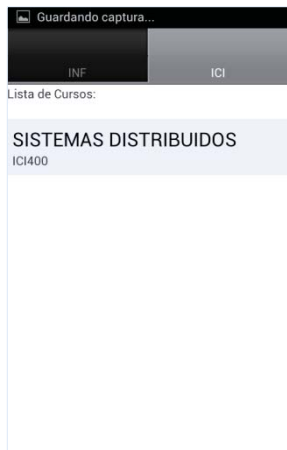 Guardando captura...
INF ICI
Lista de Cursos:
SISTEMAS DISTRIBUIDOS
ICI400